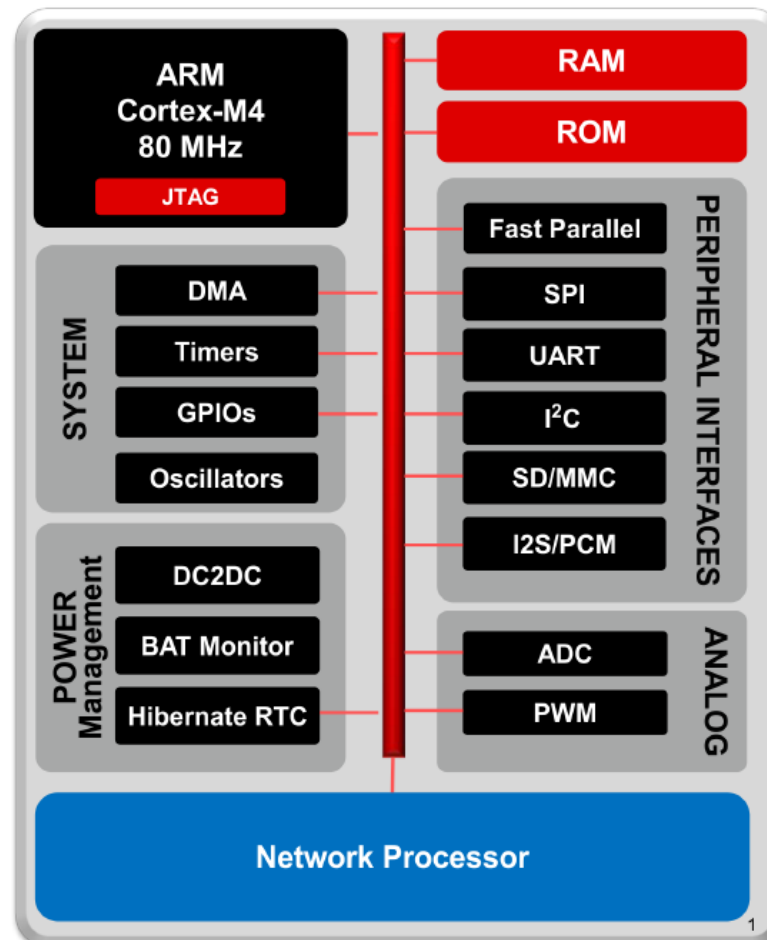 ARM
Cortex-M4
80 MHz
JTAG
SYSTEM
DMA
Timers
GPIOs
Oscillators
POWER
Management
DC2DC
BAT Monitor
Hibernate RTC
RAM
ROM
PERIPHERAL INTERFACES
Fast Parallel
SPI
UART
I²C
SD/MMC
I2S/PCM
ANALOG
ADC
PWM
Network Processor
1